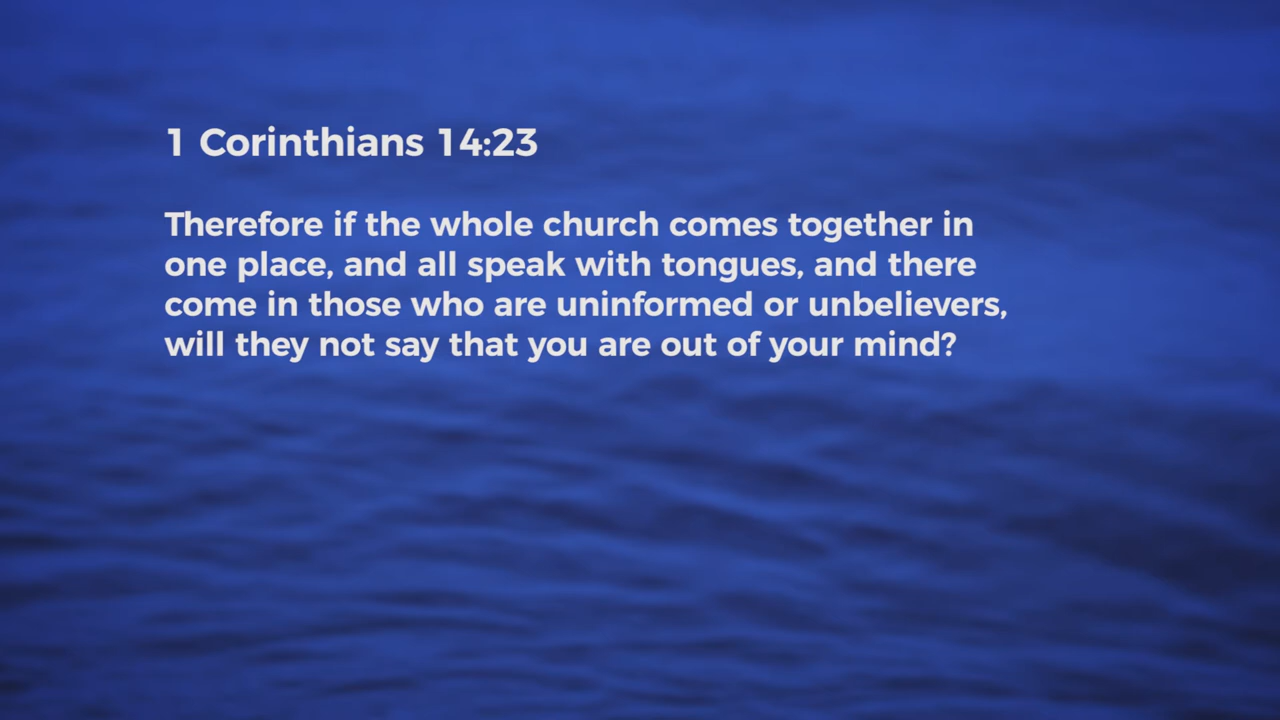 1 Corinthians 14:23
Therefore if the whole church comes together in
one place, and all speak with tongues, and there
come in those who are uninformed or unbelievers,
will they not say that you are out of your mind?